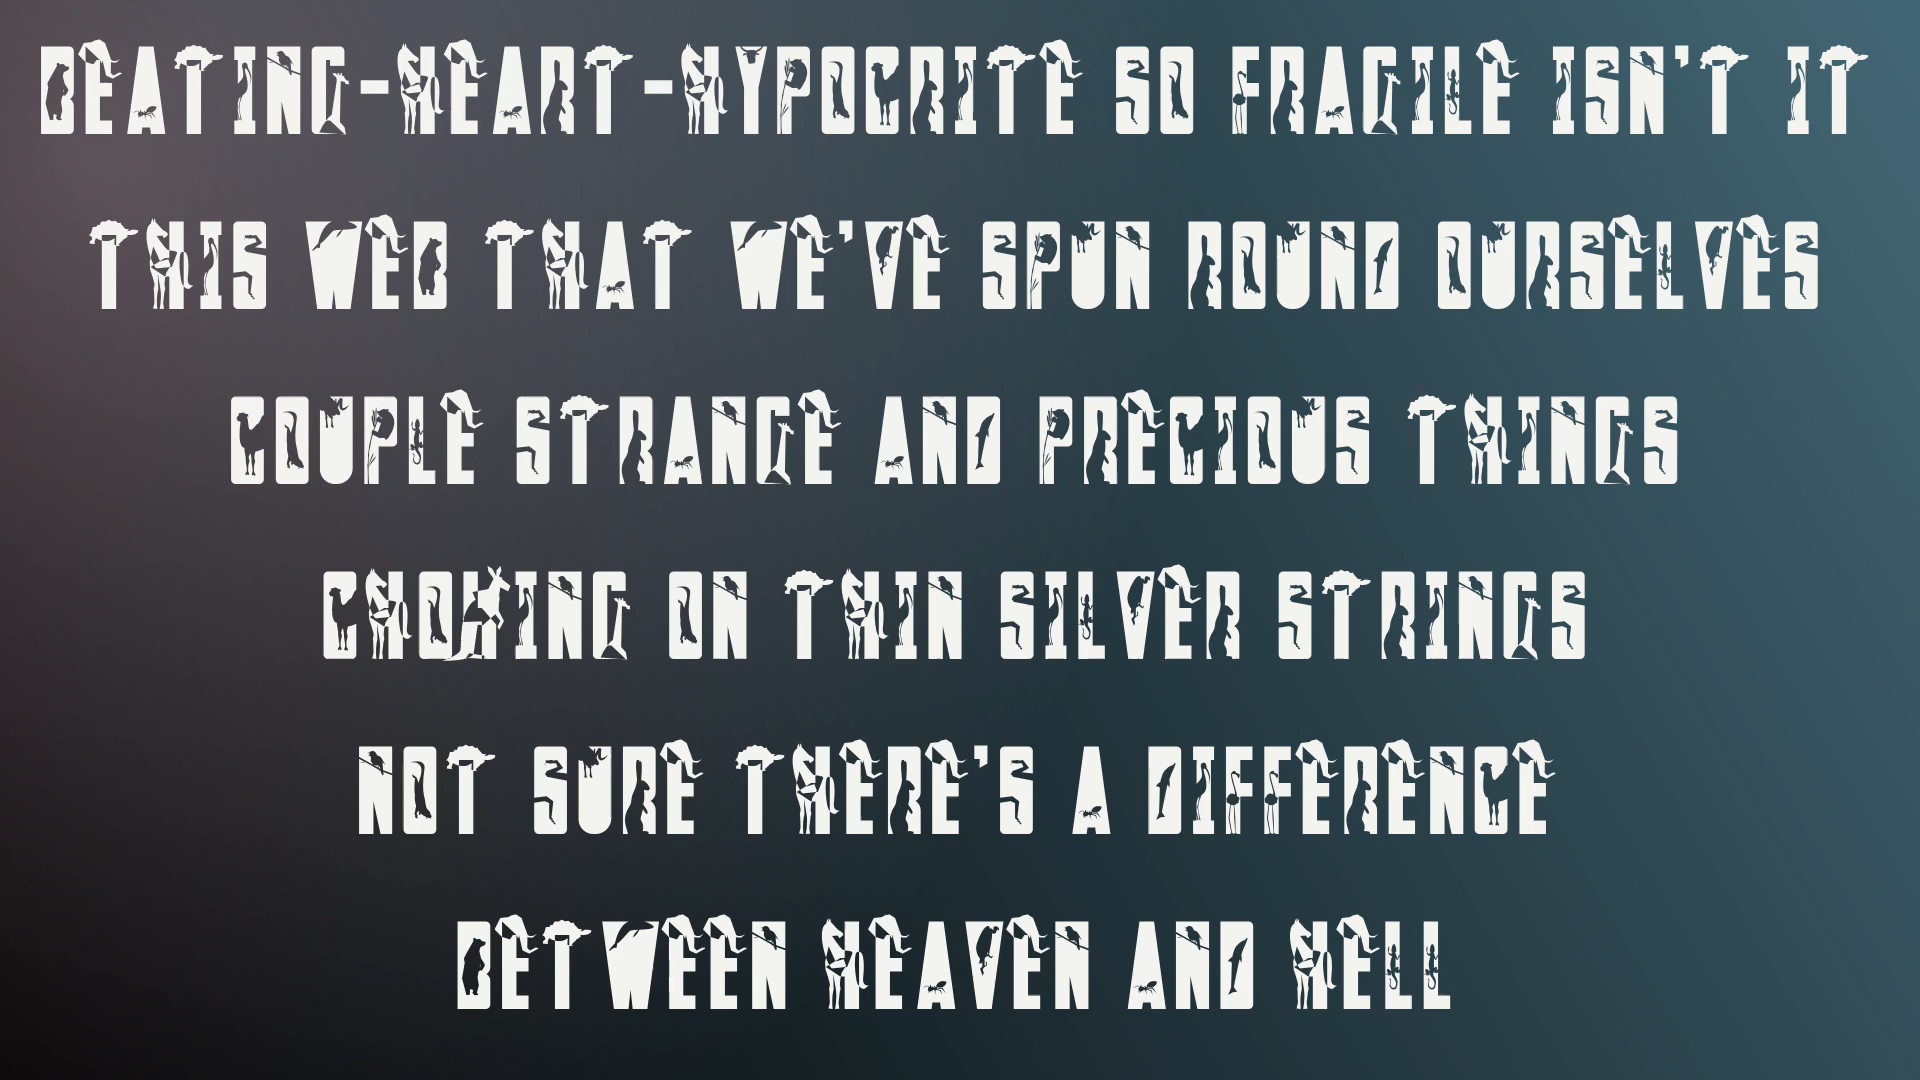 BEATING-HEART-HYPOCRITE SO FRAGILE ISN'T IT
THIS WEB THAT WE'VE SPUN ROUND OURSELVES
COUPLE STRANGE AND PRECIOUS THINGS
CHOKING ON THIN SILVER STRINGS
NOT SURE THERE'S A DIFFERENCE
BETWEEN HEAVEN AND HELL